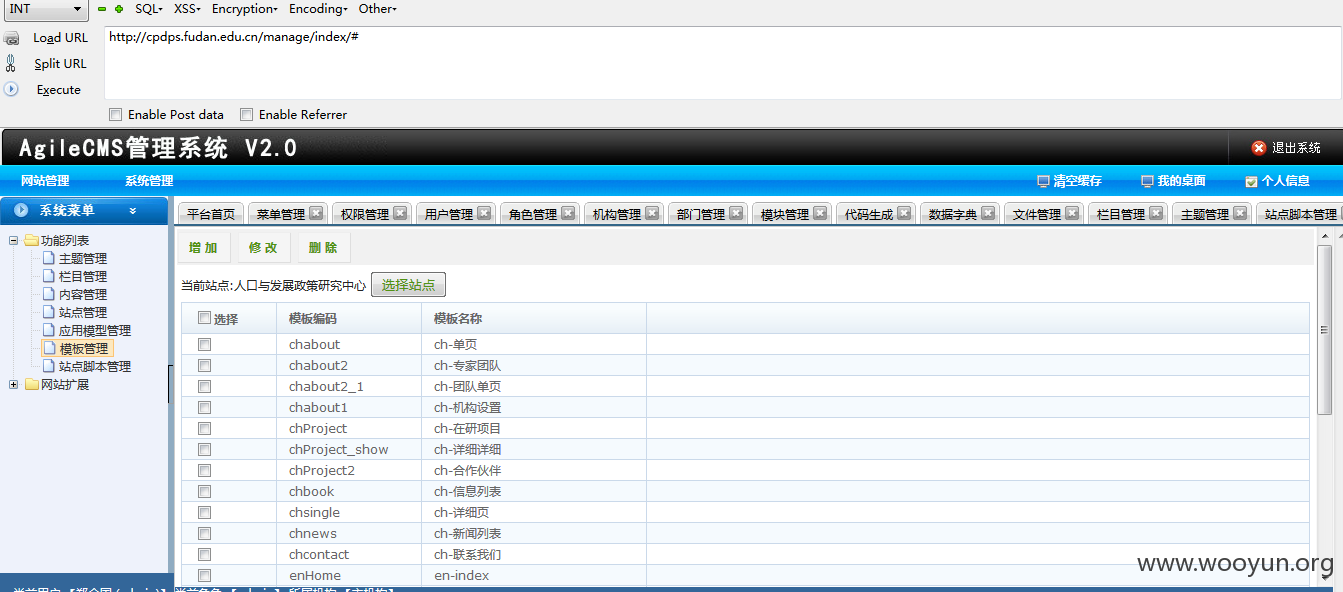 INT SQL XSS Encryption Encoding Other
Load URL http://cpdps.fudan.edu.cn/manage/index/#
Split URL
Execute
Enable Post data Enable Referrer
AgileCMS管理系统 V2.0 退出系统
网站管理 系统管理 清空缓存 我的桌面 个人信息
系统菜单 平台首页 菜单管理 权限管理 用户管理 角色管理 机构管理 部门管理 模块管理 代码生成 数据字典 文件管理 栏目管理 主题管理 站点脚本管理
功能列表
主题管理
栏目管理
内容管理
站点管理
应用模型管理
模板管理
站点脚本管理
网站扩展
增 加 修 改 删 除
当前站点:人口与发展政策研究中心 选择站点
选择 模板编码 模板名称
chabout ch-单页
chabout2 ch-专家团队
chabout2_1 ch-团队单页
chabout1 ch-机构设置
chProject ch-在研项目
chProject_show ch-详细详细
chProject2 ch-合作伙伴
chbook ch-信息列表
chsingle ch-详细页
chnews ch-新闻列表
chcontact ch-联系我们
enHome en-index
www.wooyun.org